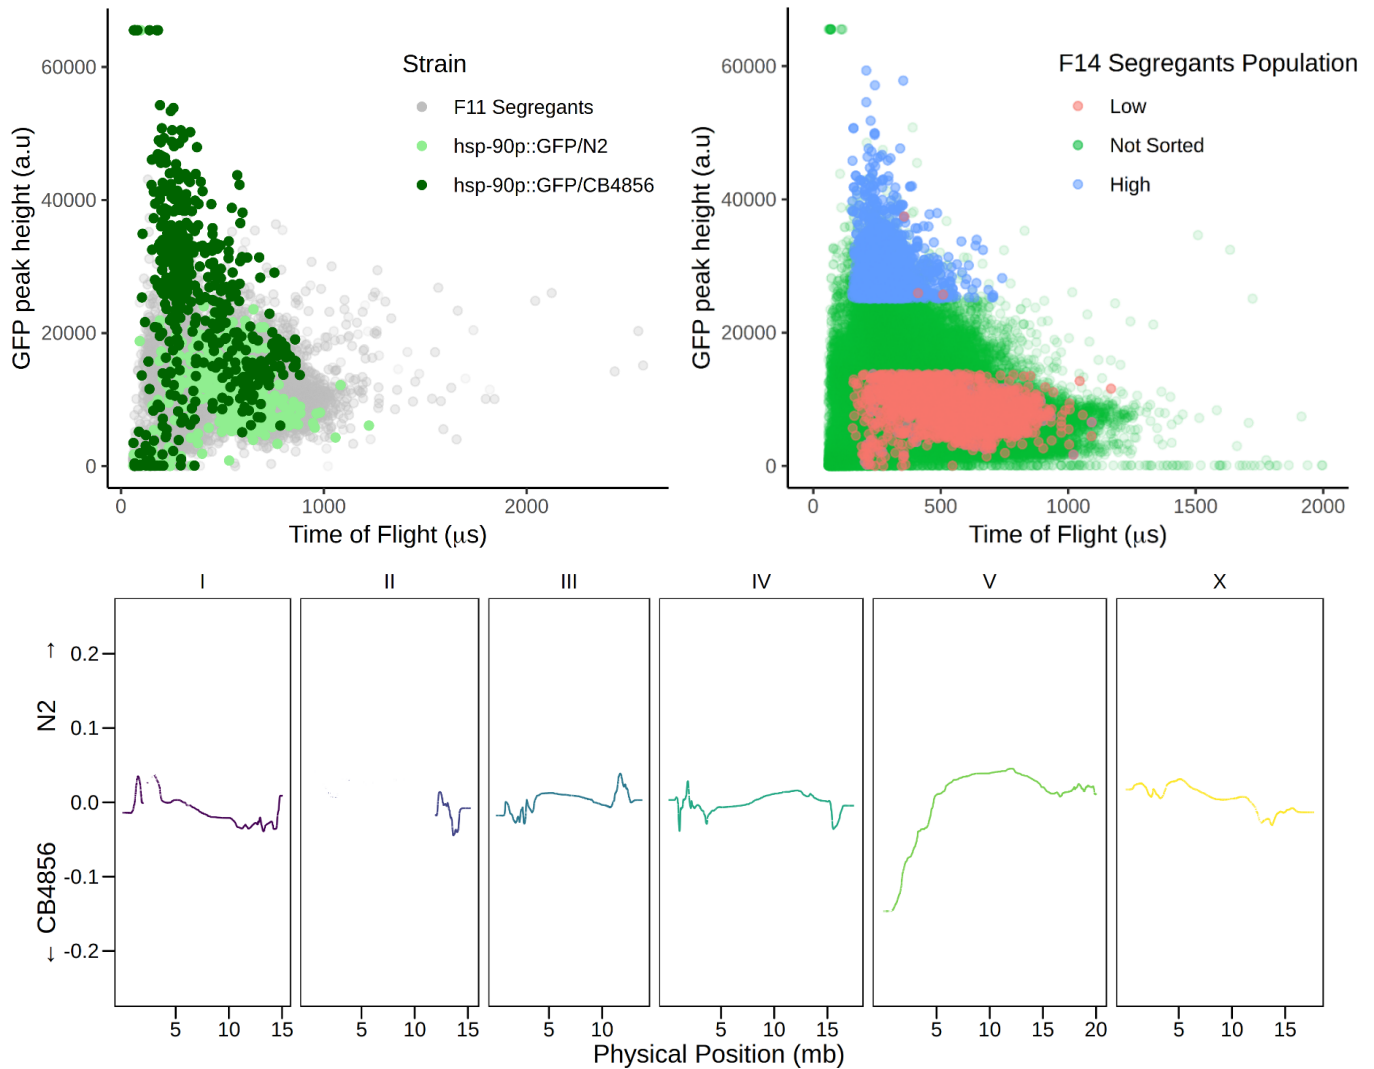 GFP peak height (a.u)
60000
40000
20000
0
0 1000 2000
Time of Flight (μs)
Strain
F11 Segregants
hsp-90p::GFP/N2
hsp-90p::GFP/CB4856
GFP peak height (a.u)
60000
40000
20000
0
0 500 1000 1500 2000
Time of Flight (μs)
F14 Segregants Population
Low
Not Sorted
High
I II III IV V X
← CB4856 N2 →
0.2
0.1
0.0
-0.1
-0.2
5 10 15 5 10 15 5 10 5 10 15 5 10 15 20 5 10 15
Physical Position (mb)